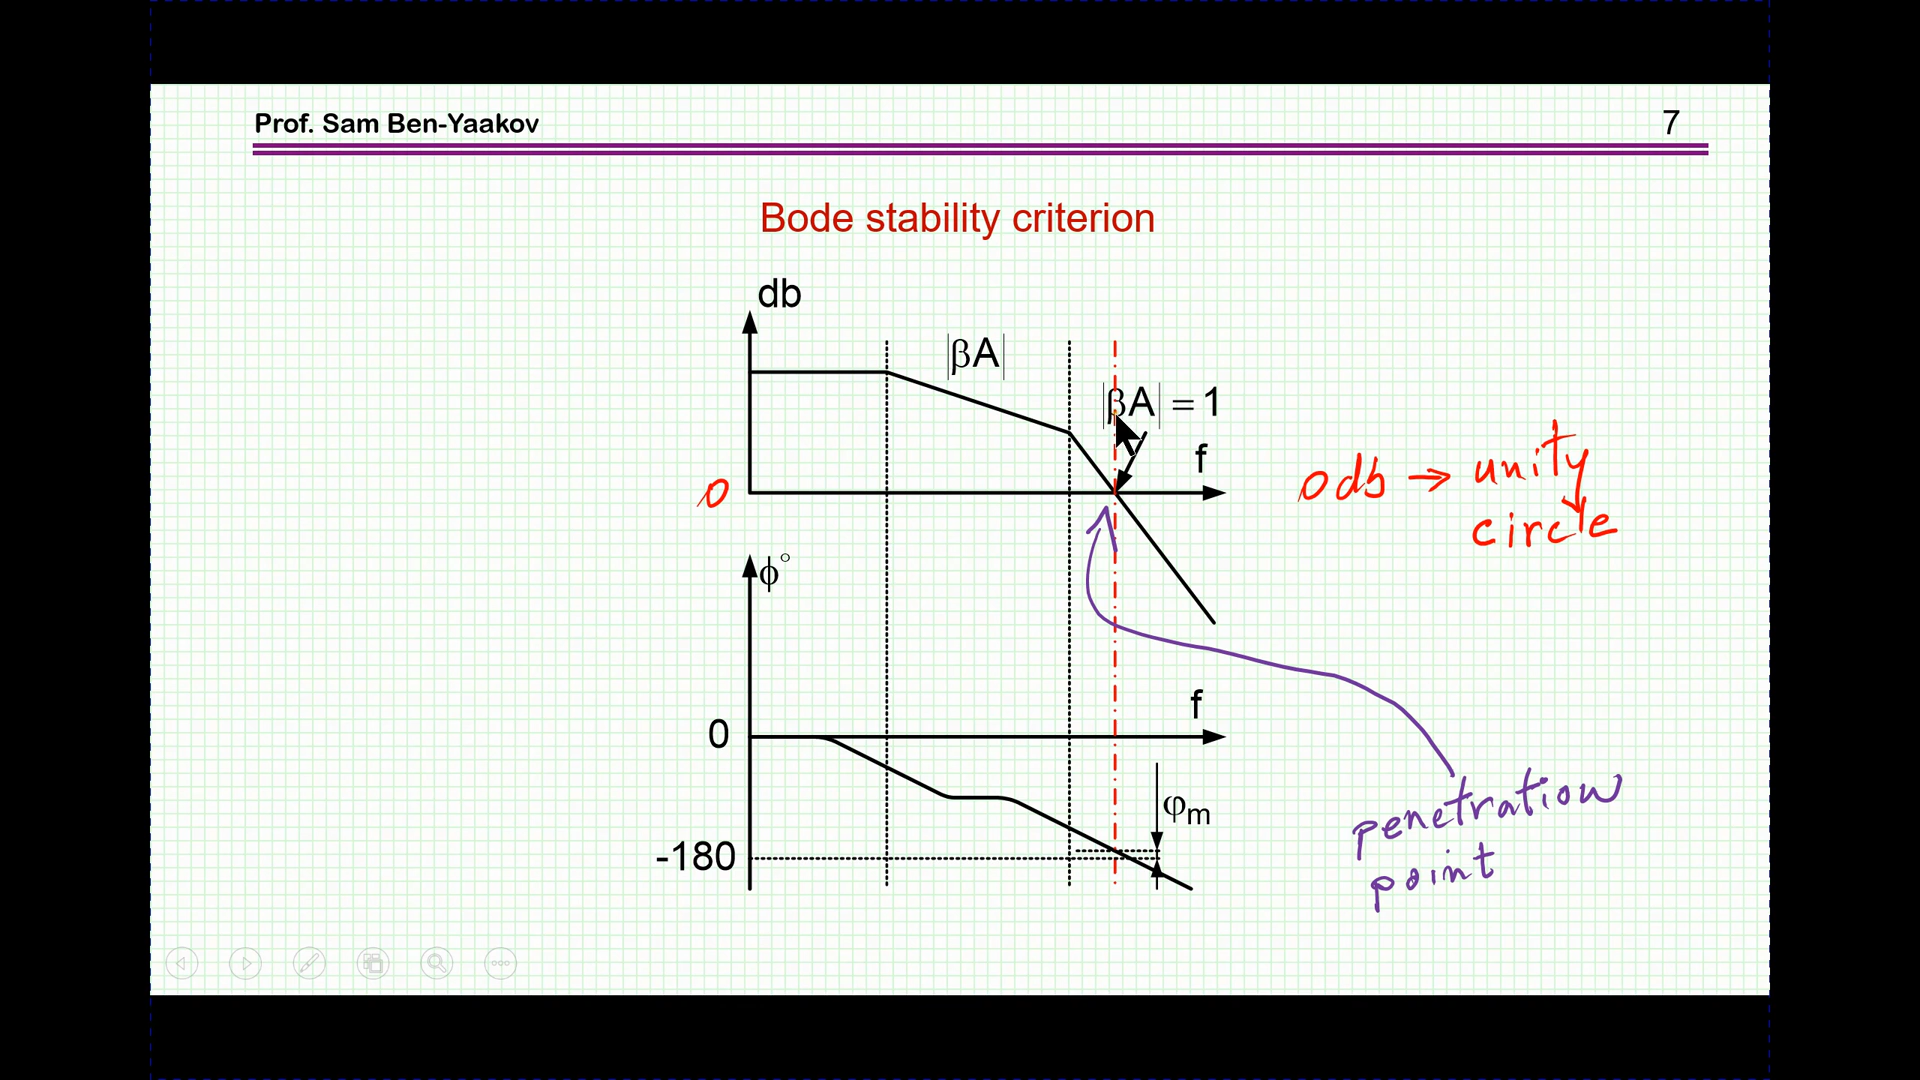 Prof. Sam Ben-Yaakov
7
Bode stability criterion
db
|βA|
|βA| = 1
f
0
0db → unity
circle
ϕ°
f
0
φm
-180
penetration
point